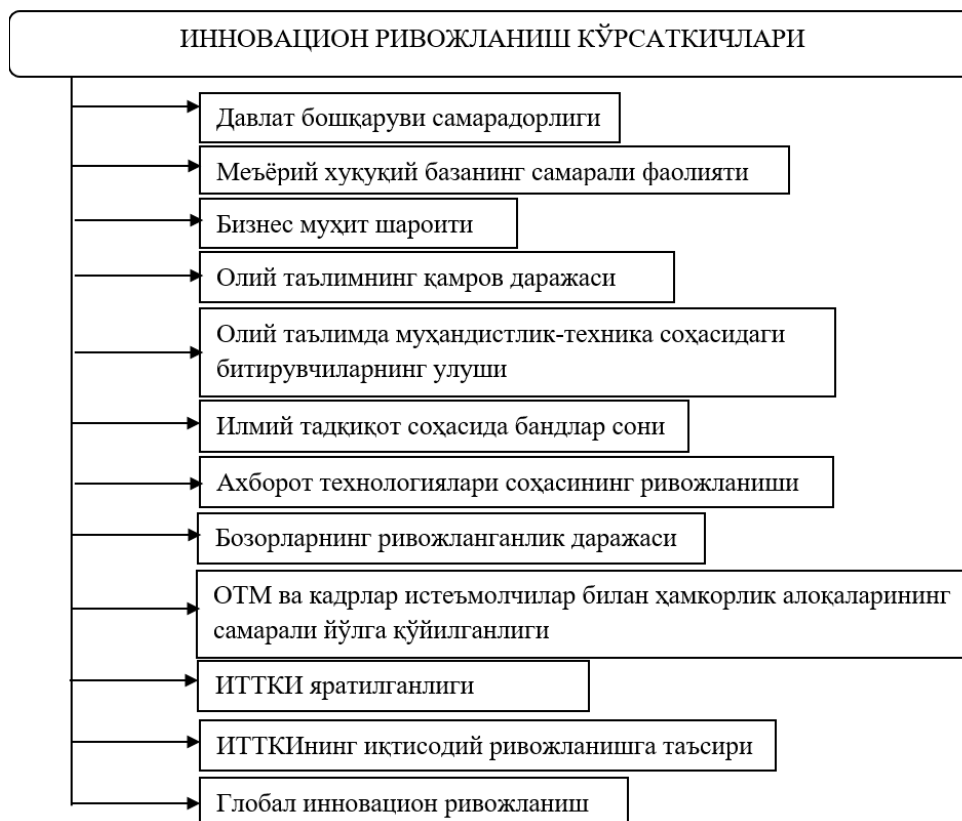 ИННОВАЦИОН РИВОЖЛАНИШ КЎРСАТКИЧЛАРИ
Давлат бошқаруви самарадорлиги
Меъёрий хуқуқий базанинг самарали фаолияти
Бизнес муҳит шароити
Олий таълимнинг қамров даражаси
Олий таълимда муҳандистлик-техника соҳасидаги
битирувчиларнинг улуши
Илмий тадқиқот соҳасида бандлар сони
Ахборот технологиялари соҳасининг ривожланиши
Бозорларнинг ривожланганлик даражаси
ОТМ ва кадрлар истеъмолчилар билан ҳамкорлик алоқаларининг
самарали йўлга қўйилганлиги
ИТТКИ яратилганлиги
ИТТКИнинг иқтисодий ривожланишга таъсири
Глобал инновацион ривожланиш